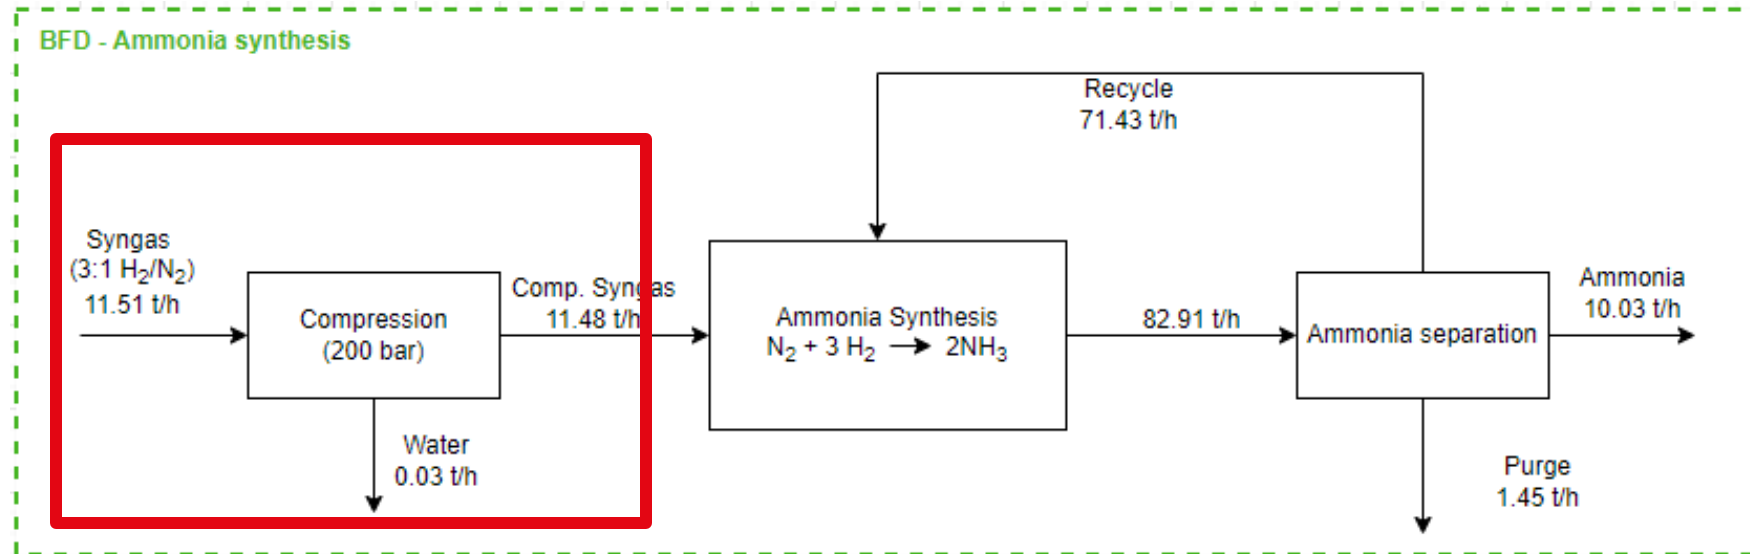 BFD - Ammonia synthesis
Recycle
71.43 t/h
Syngas
(3:1 H₂/N₂)
11.51 t/h
Compression
(200 bar)
Comp. Syngas
11.48 t/h
Water
0.03 t/h
Ammonia Synthesis
N₂ + 3 H₂ → 2NH₃
82.91 t/h
Ammonia separation
Ammonia
10.03 t/h
Purge
1.45 t/h